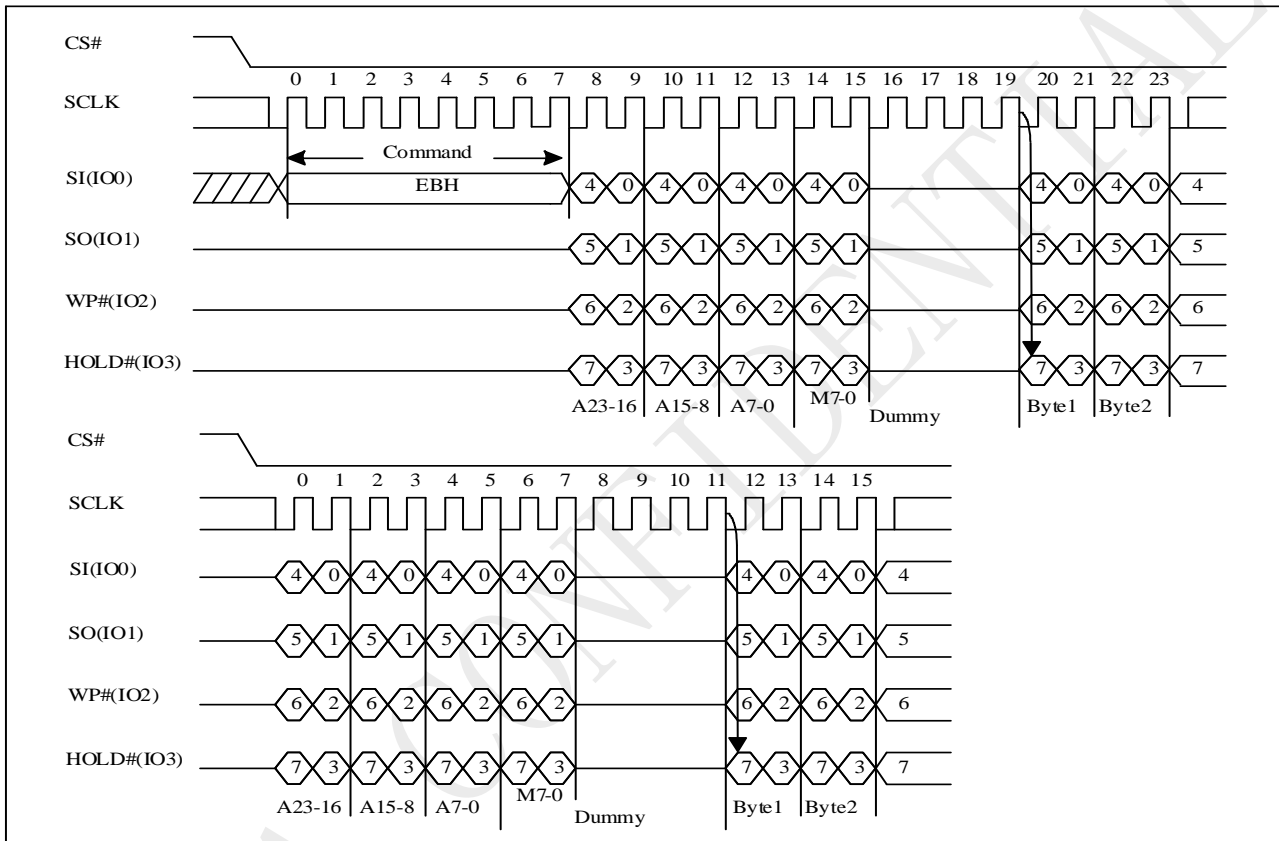 CS#
0 1 2 3 4 5 6 7 8 9 10 11 12 13 14 15 16 17 18 19 20 21 22 23
SCLK
Command
SI(IO0) EBH 4 0 4 0 4 0 4 0 4 0 4 0 4
SO(IO1) 5 1 5 1 5 1 5 1 5 1 5 1 5
WP#(IO2) 6 2 6 2 6 2 6 2 6 2 6 2 6
HOLD#(IO3) 7 3 7 3 7 3 7 3 7 3 7 3 7
A23-16 A15-8 A7-0 M7-0 Dummy Byte1 Byte2
CS#
0 1 2 3 4 5 6 7 8 9 10 11 12 13 14 15
SCLK
SI(IO0) 4 0 4 0 4 0 4 0 4 0 4 0 4
SO(IO1) 5 1 5 1 5 1 5 1 5 1 5 1 5
WP#(IO2) 6 2 6 2 6 2 6 2 6 2 6 2 6
HOLD#(IO3) 7 3 7 3 7 3 7 3 7 3 7 3 7
A23-16 A15-8 A7-0 M7-0 Dummy Byte1 Byte2
CONFIDENTIAL